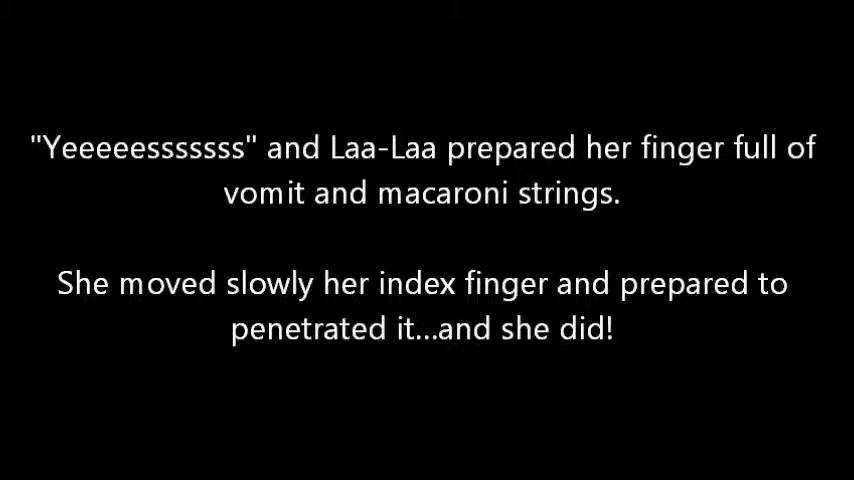 "Yeeeeesssssss" and Laa-Laa prepared her finger full of
vomit and macaroni strings.
She moved slowly her index finger and prepared to
penetrated it...and she did!